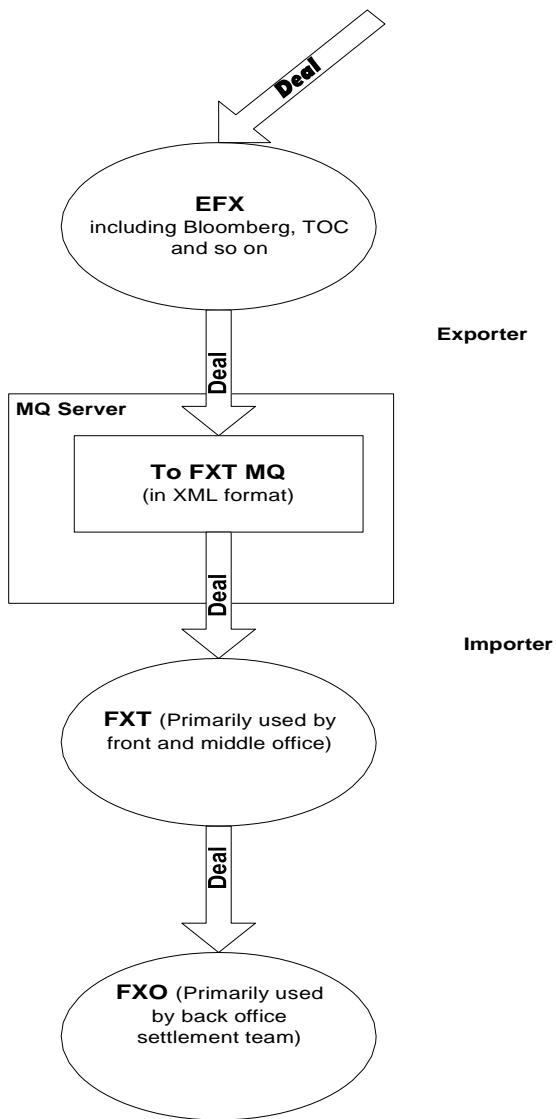 Deal
EFX
including Bloomberg, TOC
and so on
Exporter
Deal
MQ Server
To FXT MQ
(in XML format)
Deal
Importer
FXT (Primarily used by
front and middle office)
Deal
FXO (Primarily used
by back office
settlement team)